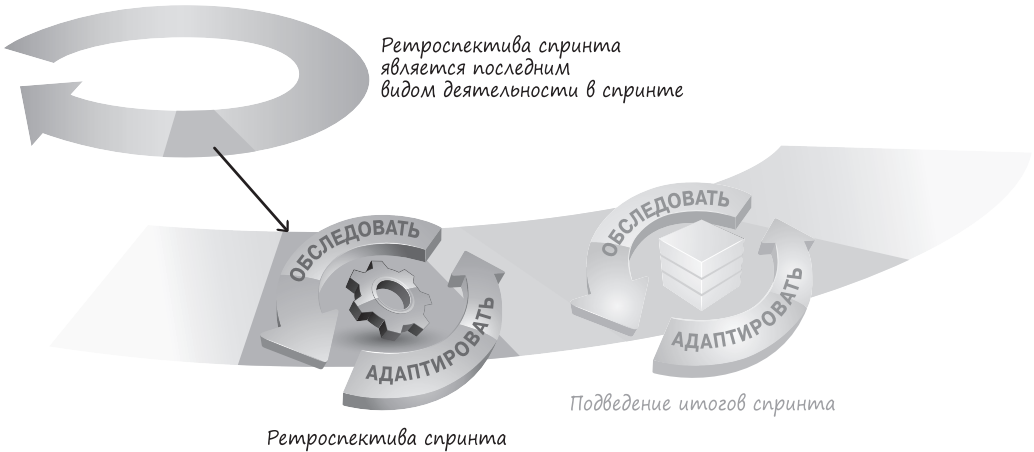 Ретроспектива спринта
является последним
видом деятельности в спринте
ОБСЛЕДОВАТЬ
АДАПТИРОВАТЬ
ОБСЛЕДОВАТЬ
АДАПТИРОВАТЬ
Подведение итогов спринта
Ретроспектива спринта